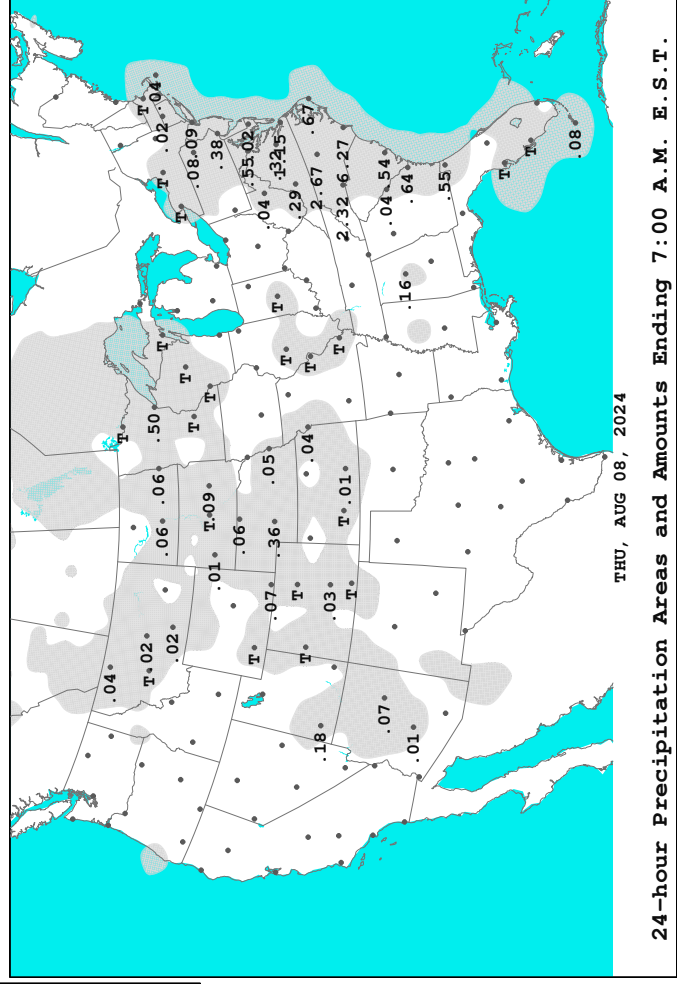 .04
T .02
T
.50
T .04
.06
.06
.02
T
T
.02
T
T
.08 .09
T
T
T .09
.01
.38
.06
.55 .02
T
.04
.07
.05
.36
T
.32
1.15
T
T
.29
T
.04
T
.67
2.67
.18
.03
T
T .01
2.32
6.27
T
.07
.04
.54
.01
.16
.64
.55
T
T
.08
THU, AUG 08, 2024
24-hour Precipitation Areas and Amounts Ending 7:00 A.M. E.S.T.